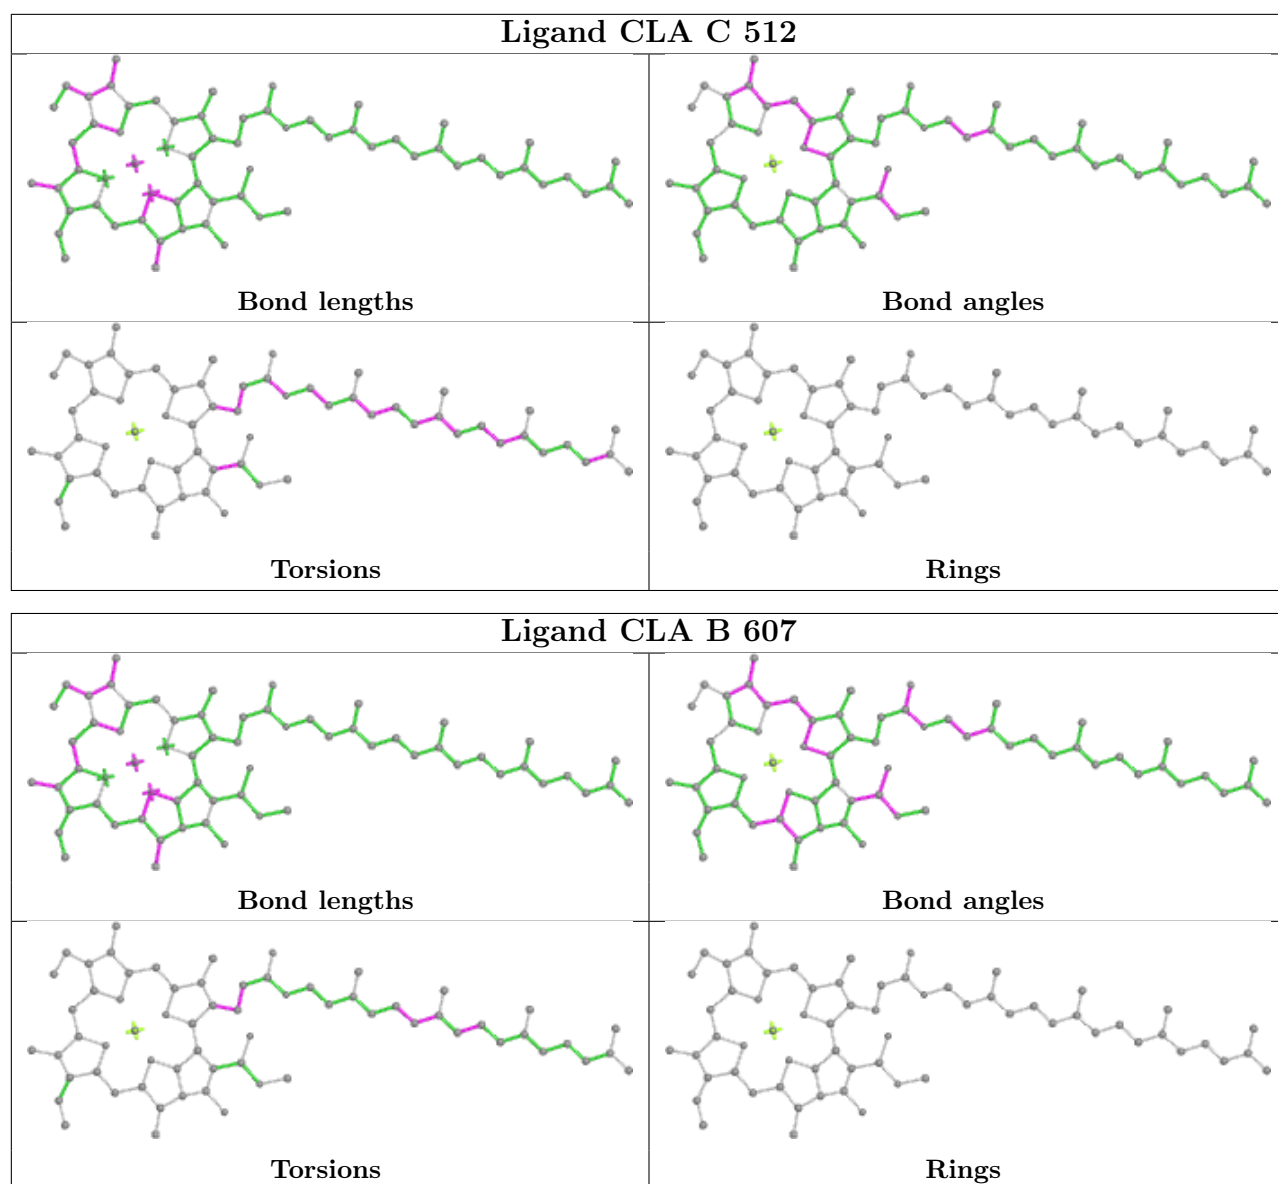 Ligand CLA C 512
Bond lengths
Bond angles
Torsions
Rings
Ligand CLA B 607
Bond lengths
Bond angles
Torsions
Rings